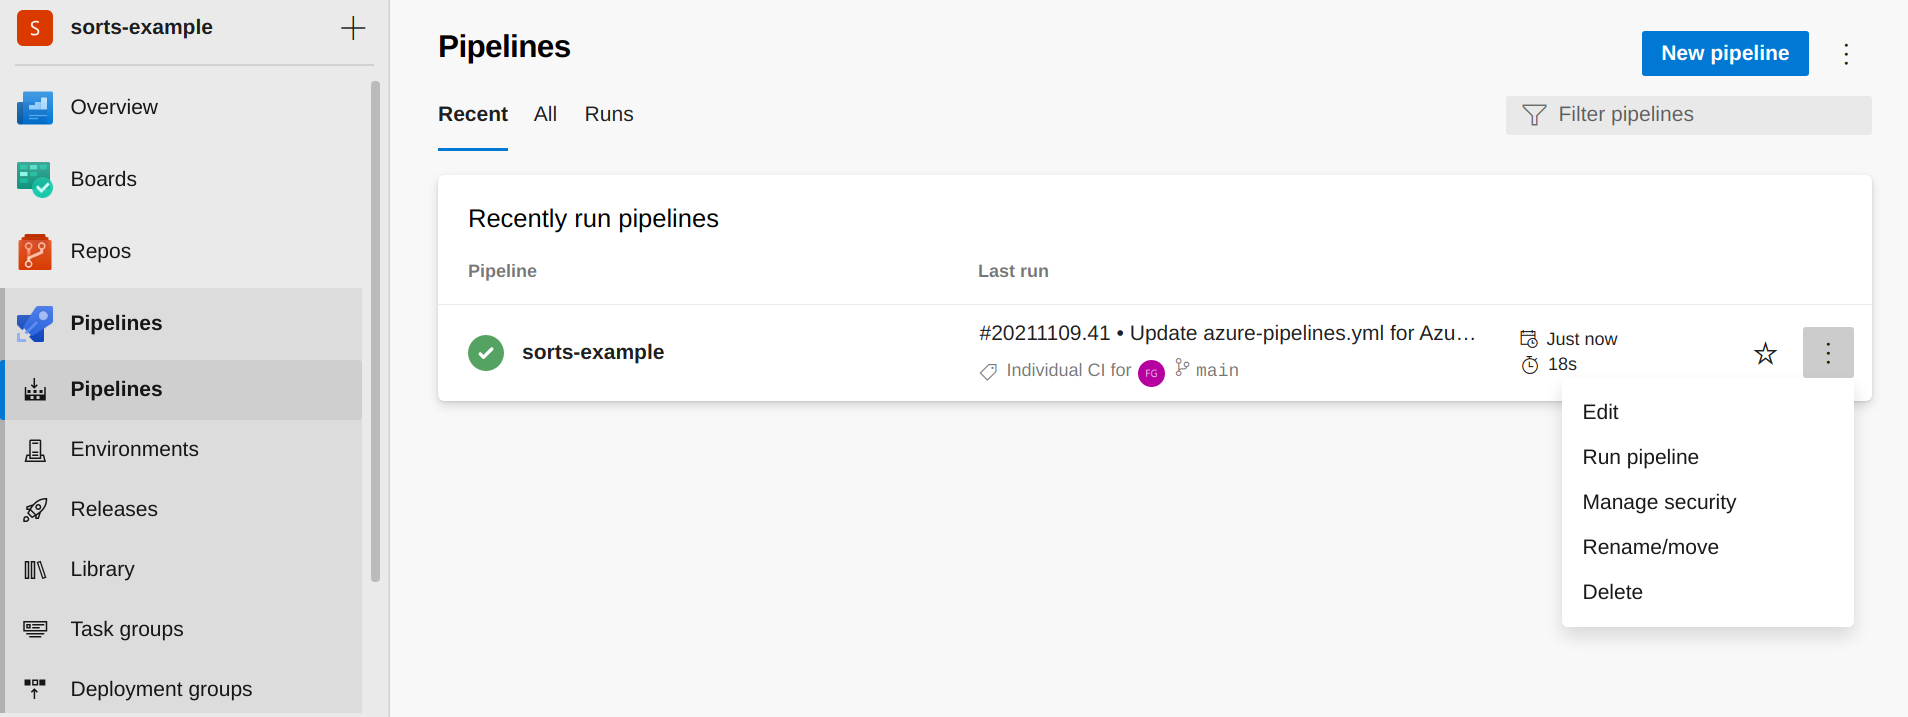 S sorts-example
Overview
Boards
Repos
Pipelines
Pipelines
Environments
Releases
Library
Task groups
Deployment groups
Pipelines
New pipeline
Recent All Runs
Filter pipelines
Recently run pipelines
Pipeline Last run
sorts-example
#20211109.41 • Update azure-pipelines.yml for Azu…
Individual CI for FG main
Just now
18s
Edit
Run pipeline
Manage security
Rename/move
Delete